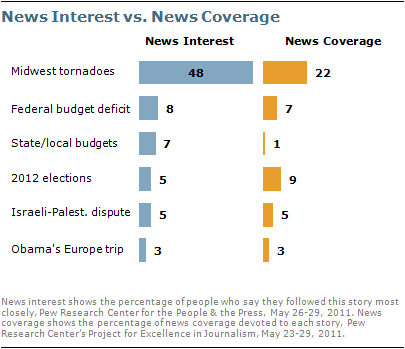 News Interest vs. News Coverage
News Interest News Coverage
Midwest tornadoes 48 22
Federal budget deficit 8 7
State/local budgets 7 1
2012 elections 5 9
Israeli-Palest. dispute 5 5
Obama's Europe trip 3 3
News interest shows the percentage of people who say they followed this story most
closely, Pew Research Center for the People & the Press, May 26-29, 2011. News
coverage shows the percentage of news coverage devoted to each story, Pew
Research Center's Project for Excellence in Journalism, May 23-29, 2011.